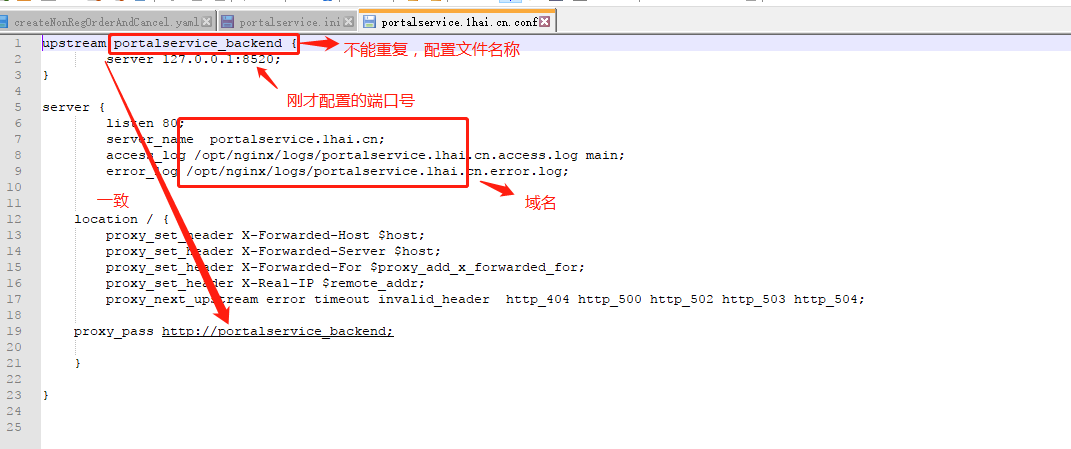 createNonRegOrderAndCancel.yaml portalservice.ini portalservice.1hai.cn.conf
1 upstream portalservice_backend { 不能重复，配置文件名称
2 server 127.0.0.1:8520;
3 }
4 刚才配置的端口号
5 server {
6 listen 80;
7 server_name portalservice.1hai.cn;
8 access_log /opt/nginx/logs/portalservice.1hai.cn.access.log main;
9 error_log /opt/nginx/logs/portalservice.1hai.cn.error.log;
10
11 一致 域名
12 location / {
13 proxy_set_header X-Forwarded-Host $host;
14 proxy_set_header X-Forwarded-Server $host;
15 proxy_set_header X-Forwarded-For $proxy_add_x_forwarded_for;
16 proxy_set_header X-Real-IP $remote_addr;
17 proxy_next_upstream error timeout invalid_header http_404 http_500 http_502 http_503 http_504;
18
19 proxy_pass http://portalservice_backend;
20
21 }
22
23 }
24
25